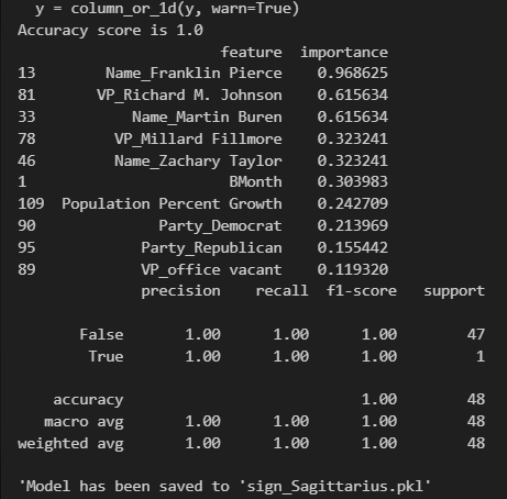 y = column_or_1d(y, warn=True)
Accuracy score is 1.0
feature importance
13 Name_Franklin Pierce 0.968625
81 VP_Richard M. Johnson 0.615634
33 Name_Martin Buren 0.615634
78 VP_Millard Fillmore 0.323241
46 Name_Zachary Taylor 0.323241
1 BMonth 0.303983
109 Population Percent Growth 0.242709
90 Party_Democrat 0.213969
95 Party_Republican 0.155442
89 VP_office vacant 0.119320
precision recall f1-score support
False 1.00 1.00 1.00 47
True 1.00 1.00 1.00 1
accuracy 1.00 48
macro avg 1.00 1.00 1.00 48
weighted avg 1.00 1.00 1.00 48
'Model has been saved to 'sign_Sagittarius.pkl'